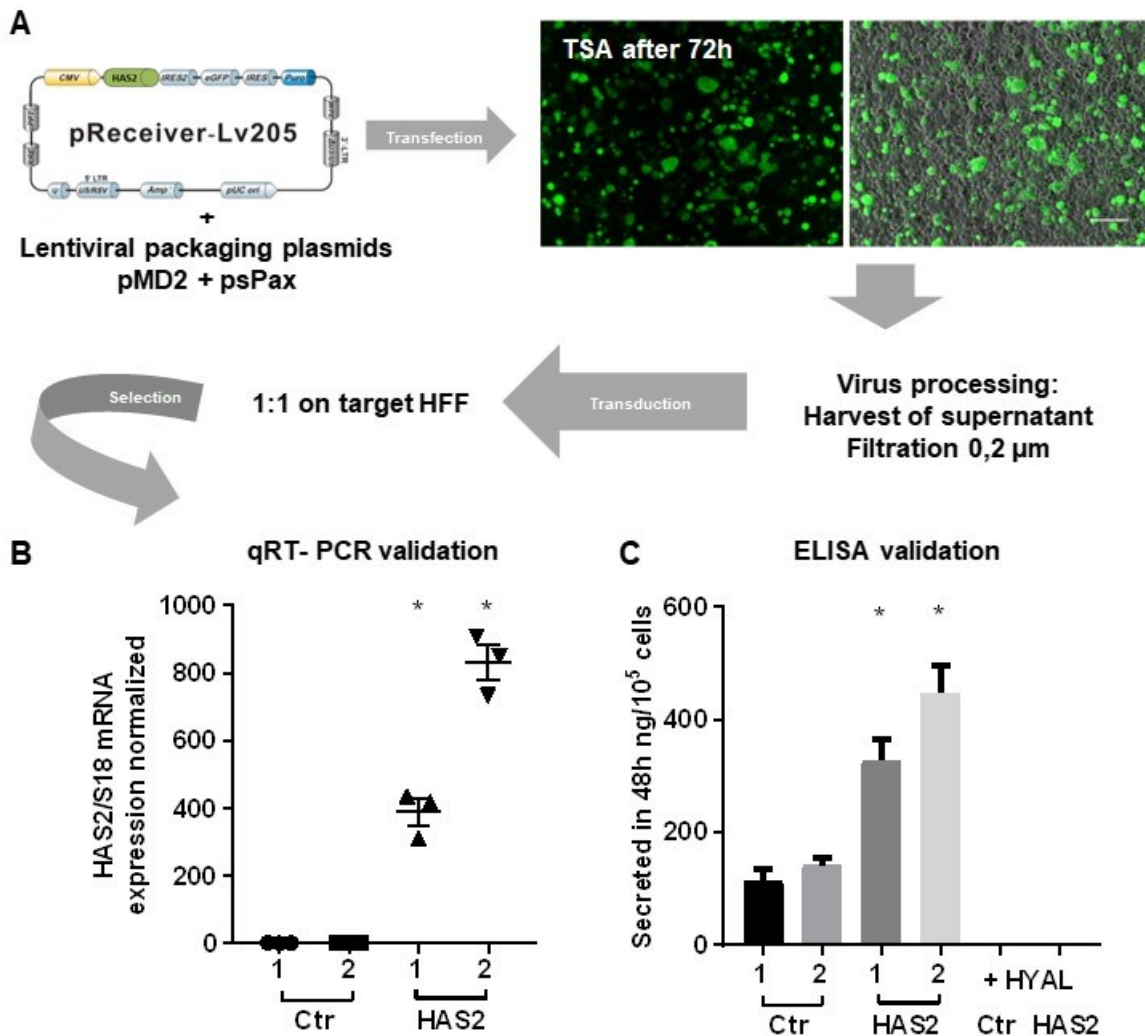 A
CMV HAS2 IRES2 eGFP IRES Puro
pReceiver-Lv205
3'-LTR
5' LTR
Ψ U5/RSV Amp r pUC ori
+
Lentiviral packaging plasmids
pMD2 + psPax
Transfection
TSA after 72h
Virus processing:
Harvest of supernatant
Filtration 0,2 µm
Transduction
1:1 on target HFF
Selection
B
qRT- PCR validation
HAS2/S18 mRNA
expression normalized
1000
800
600
400
200
0
* *
1 2 1 2
Ctr HAS2
C
ELISA validation
Secreted in 48h ng/10⁵ cells
600
400
200
0
* *
1 2 1 2 + HYAL
Ctr HAS2 Ctr HAS2